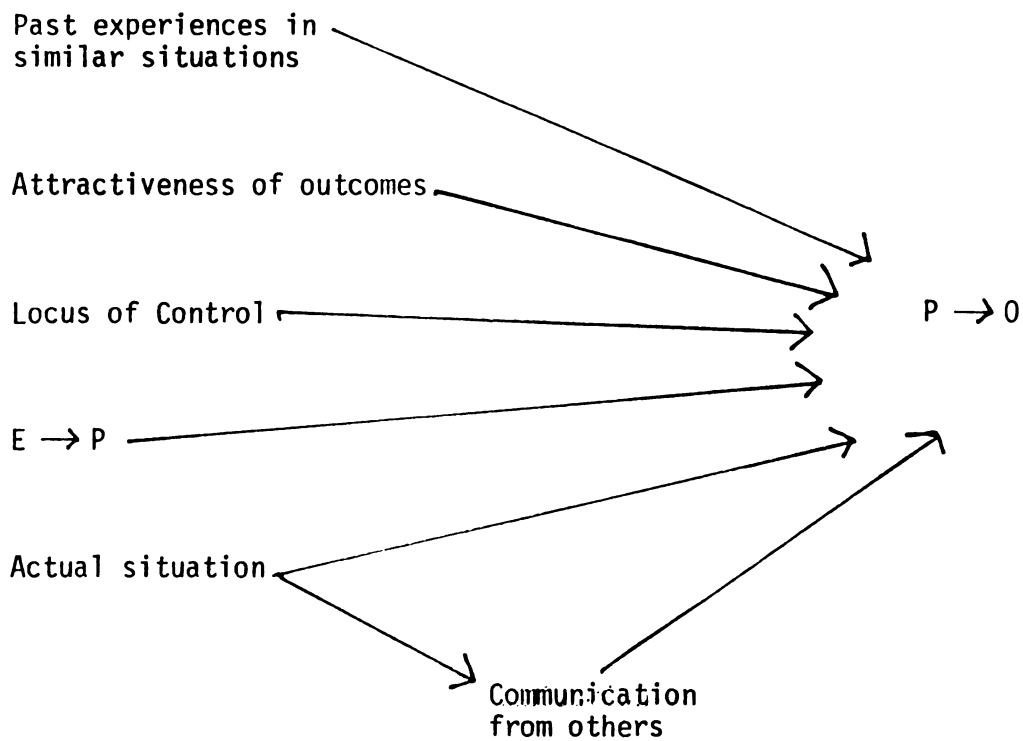 Past experiences in
similar situations
Attractiveness of outcomes
Locus of Control
P → O
E → P
Actual situation
Communication
from others